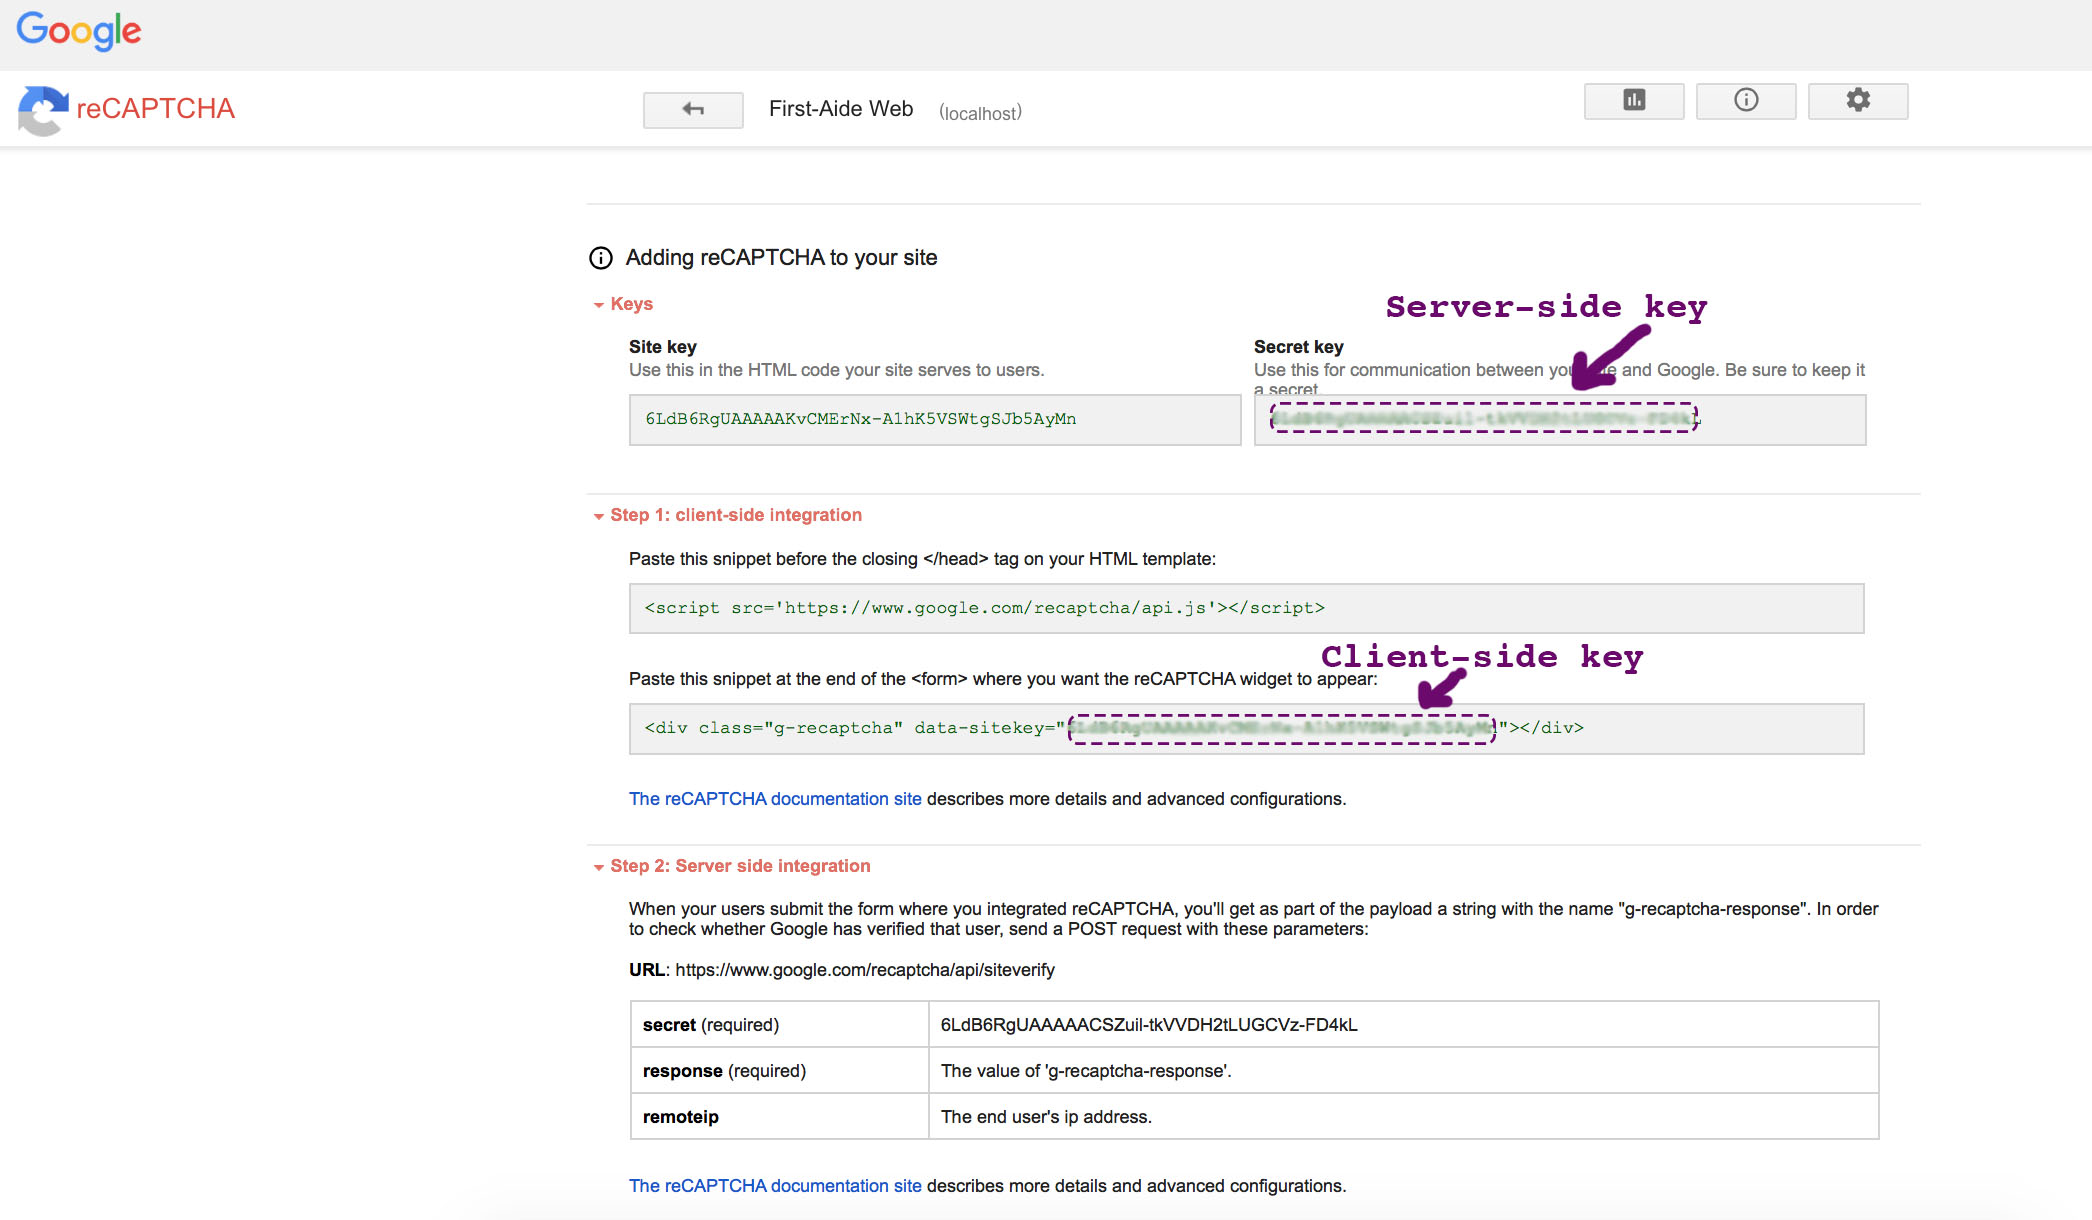 Google
reCAPTCHA
First-Aide Web (localhost)
Adding reCAPTCHA to your site
Keys
Server-side key
Site key
Use this in the HTML code your site serves to users.
6LdB6RgUAAAAAKvCMErNx-A1hK5VSWtgSJb5AyMn
Secret key
Use this for communication between and Google. Be sure to keep it
a secret.
Step 1: client-side integration
Paste this snippet before the closing </head> tag on your HTML template:
<script src='https://www.google.com/recaptcha/api.js'></script>
Client-side key
Paste this snippet at the end of the <form> where you want the reCAPTCHA widget to appear:
<div class="g-recaptcha" data-sitekey=" "></div>
The reCAPTCHA documentation site describes more details and advanced configurations.
Step 2: Server side integration
When your users submit the form where you integrated reCAPTCHA, you'll get as part of the payload a string with the name "g-recaptcha-response". In order
to check whether Google has verified that user, send a POST request with these parameters:
URL: https://www.google.com/recaptcha/api/siteverify
secret (required) 6LdB6RgUAAAAACSZuil-tkVVDH2tLUGCVz-FD4kL
response (required) The value of 'g-recaptcha-response'.
remoteip The end user's ip address.
The reCAPTCHA documentation site describes more details and advanced configurations.